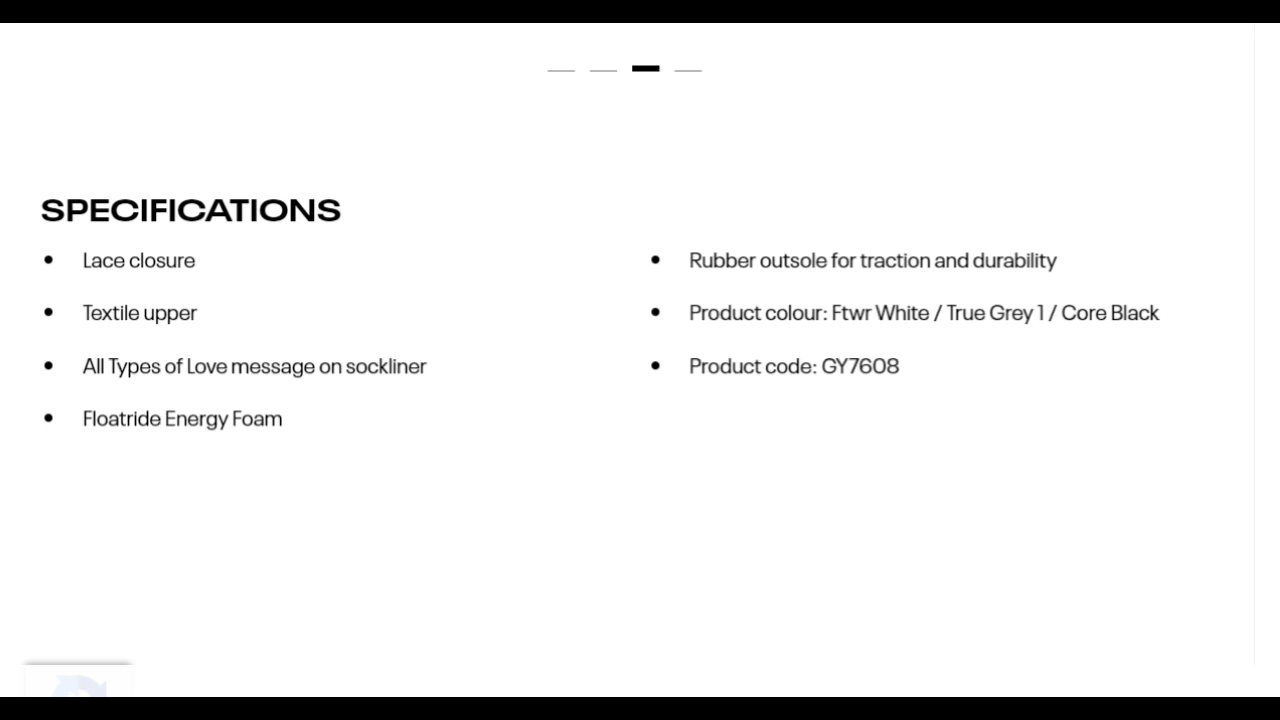 SPECIFICATIONS
Lace closure
Textile upper
All Types of Love message on sockliner
Floatride Energy Foam
Rubber outsole for traction and durability
Product colour: Ftwr White / True Grey 1 / Core Black
Product code: GY7608